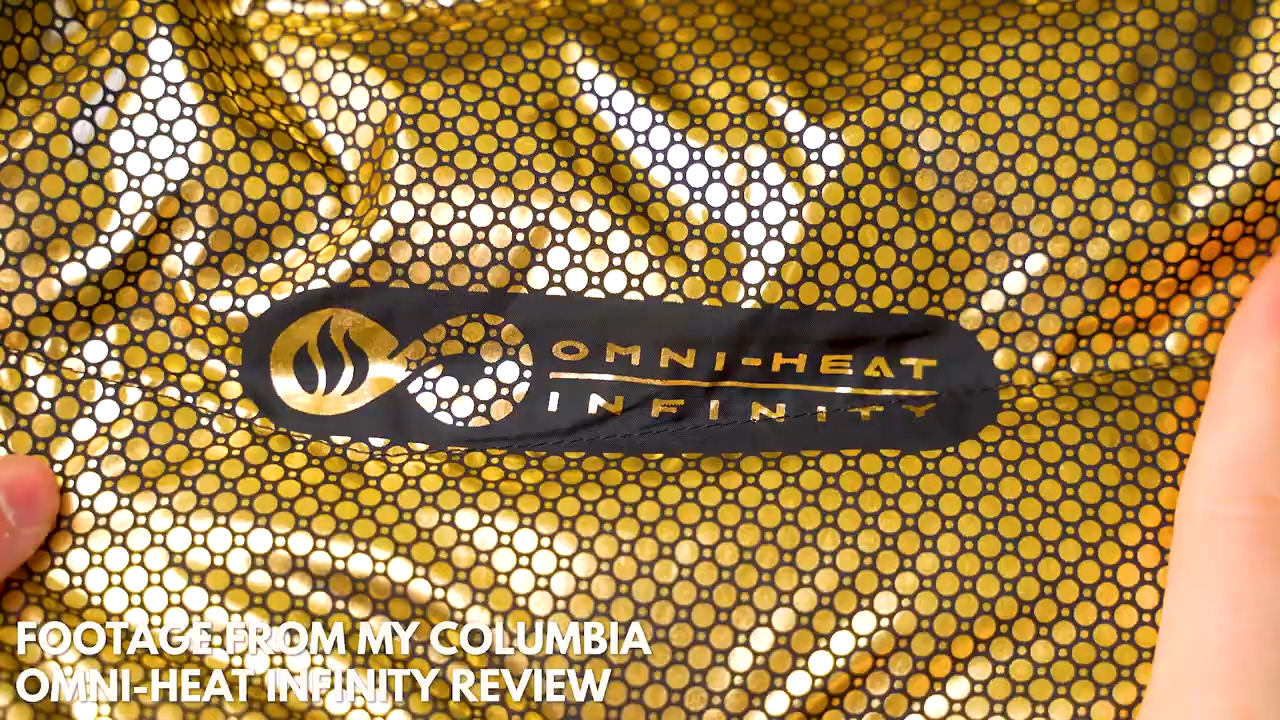 OMNI-HEAT
INFINITY
FOOTAGE FROM MY COLUMBIA
OMNI-HEAT INFINITY REVIEW